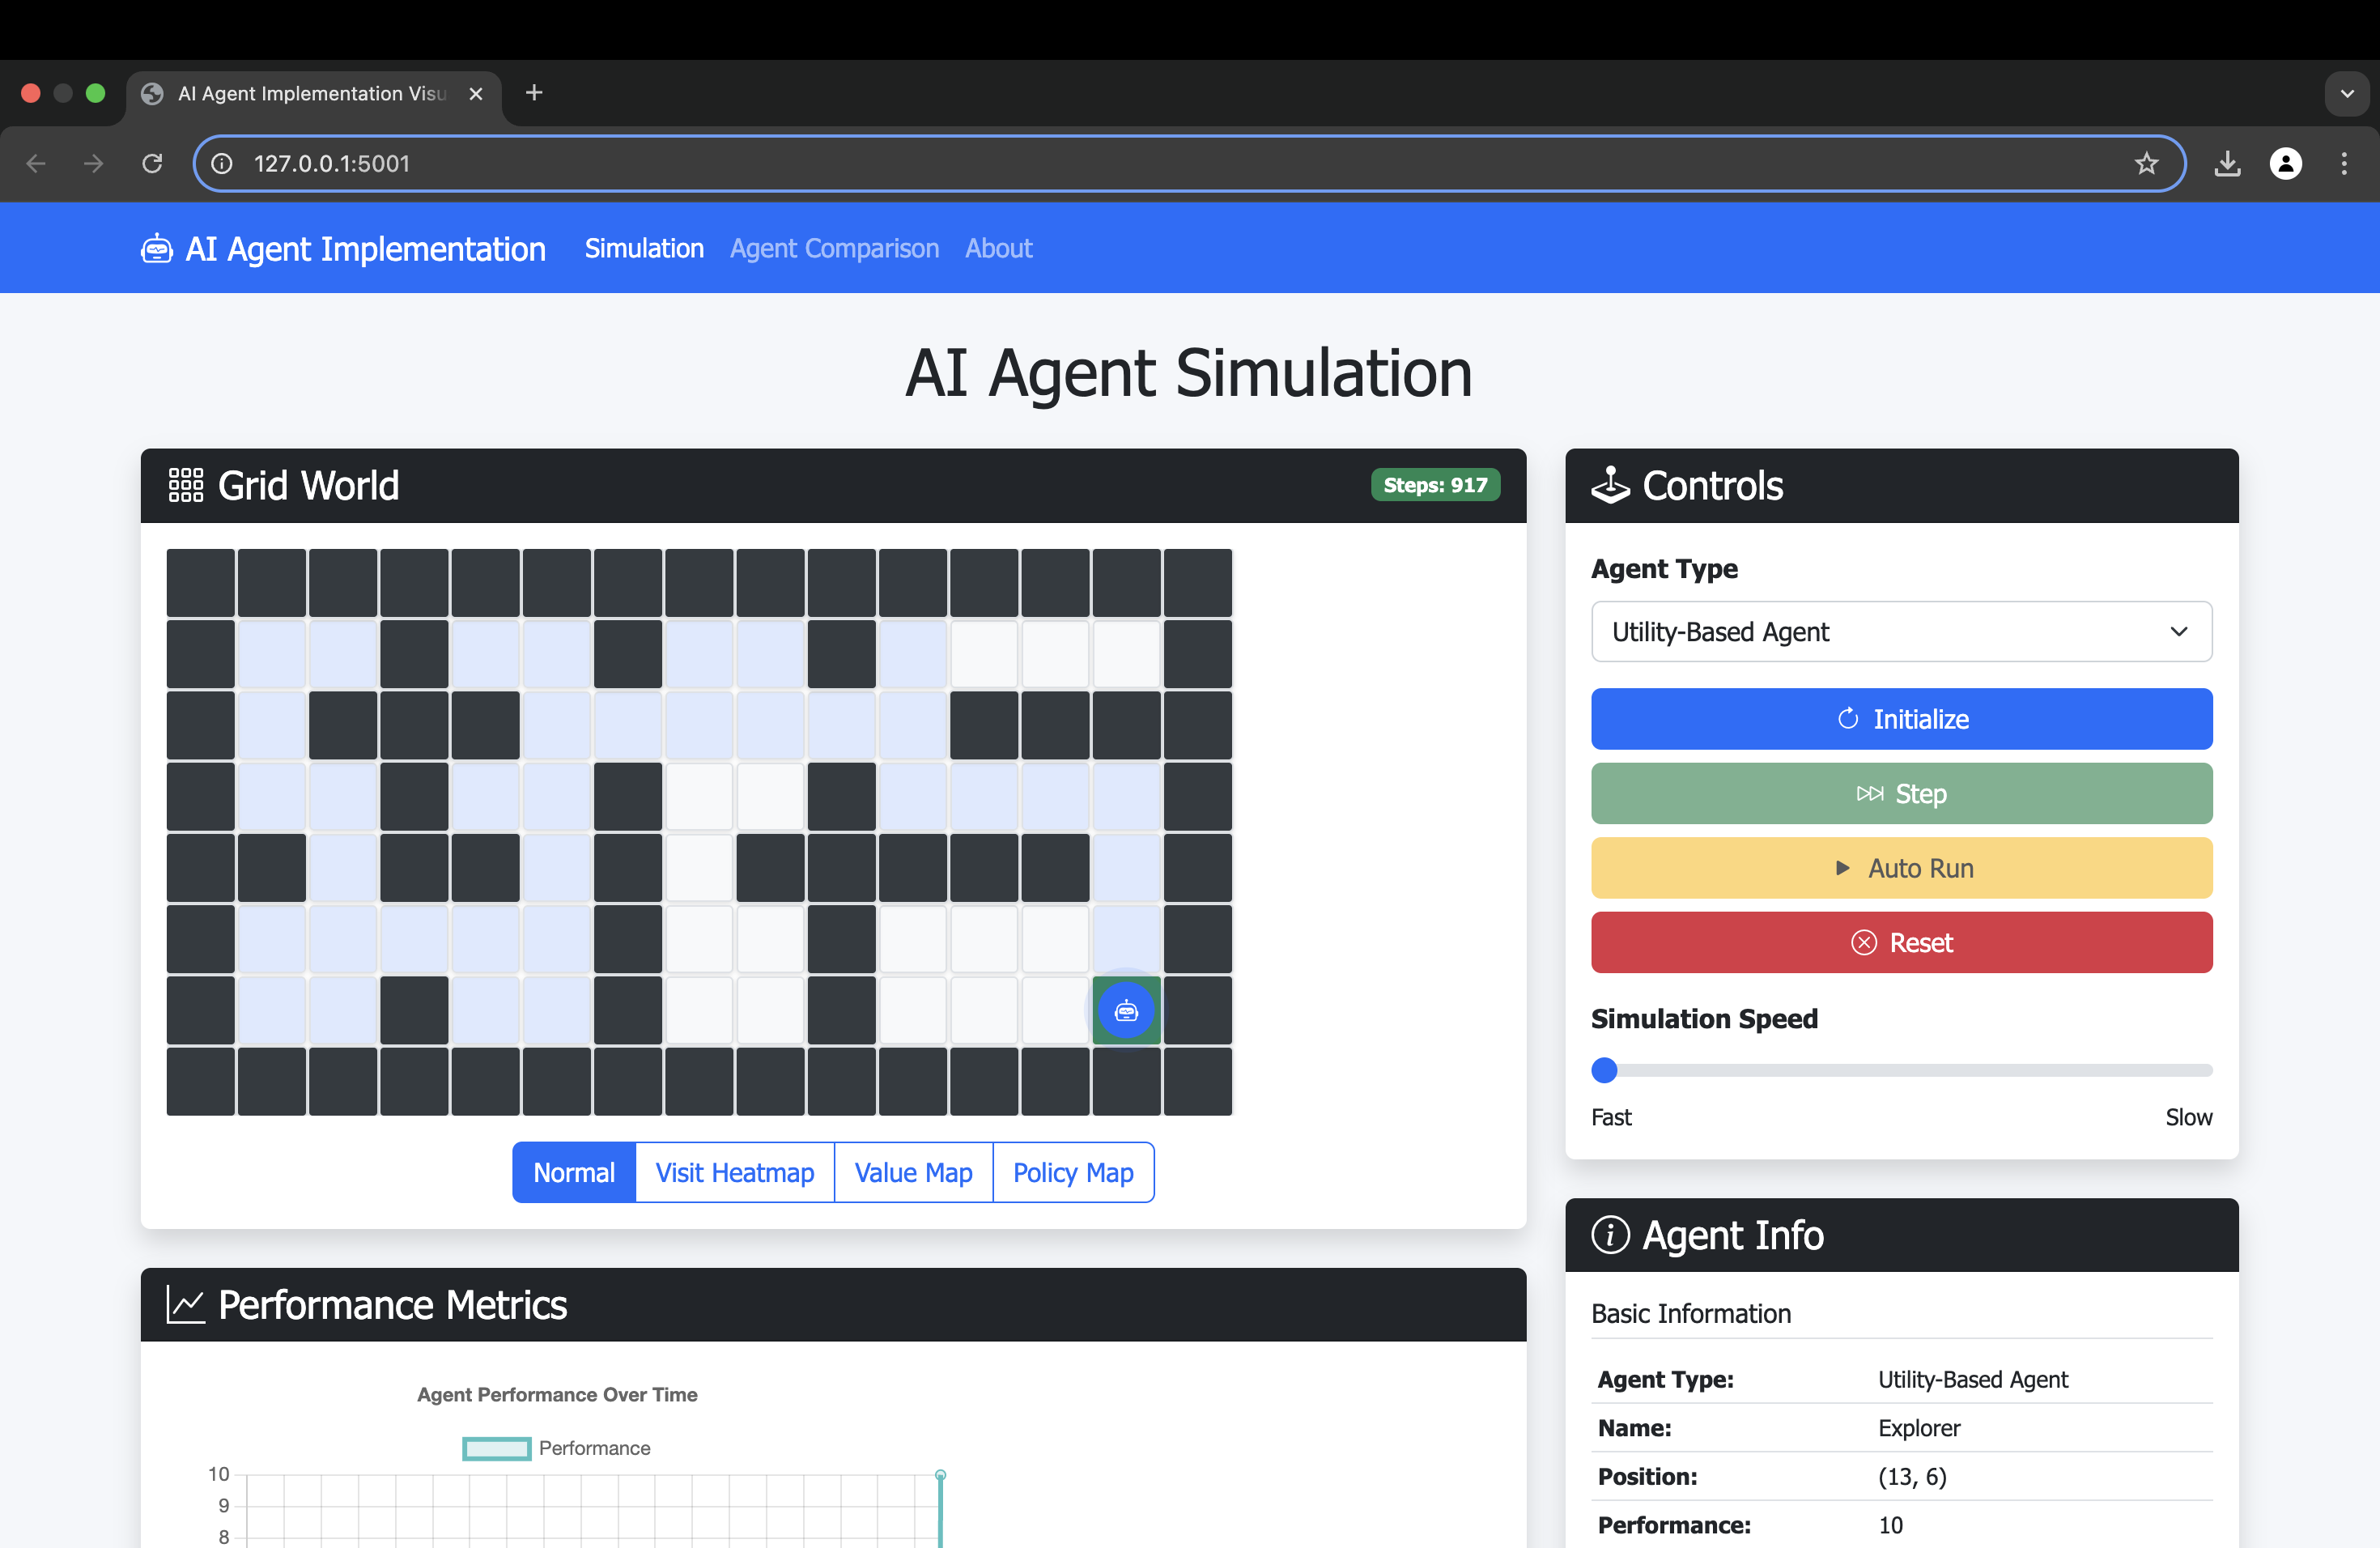 AI Agent Implementation Visu
127.0.0.1:5001
AI Agent Implementation Simulation Agent Comparison About
AI Agent Simulation
Grid World
Steps: 917
Normal Visit Heatmap Value Map Policy Map
Performance Metrics
Agent Performance Over Time
Performance
10
9
8
Controls
Agent Type
Utility-Based Agent
Initialize
Step
Auto Run
Reset
Simulation Speed
Fast Slow
Agent Info
Basic Information
Agent Type: Utility-Based Agent
Name: Explorer
Position: (13, 6)
Performance: 10